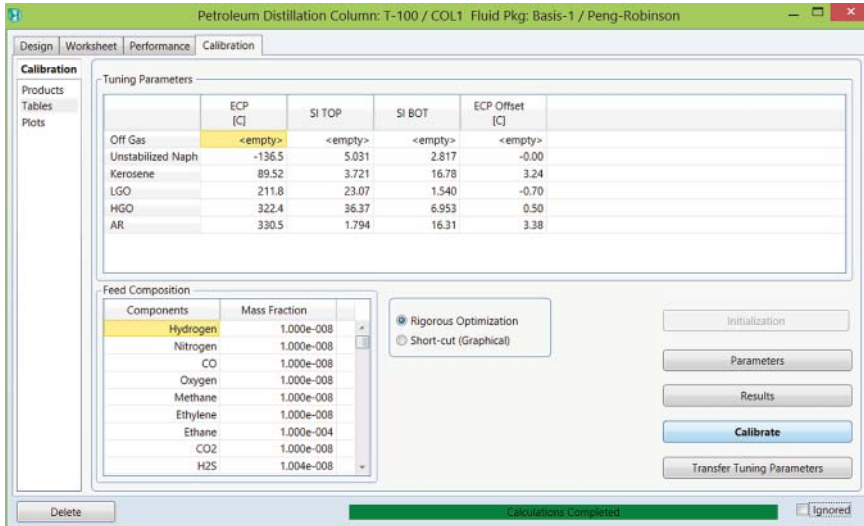 Petroleum Distillation Column: T-100 / COL1 Fluid Pkg: Basis-1 / Peng-Robinson
Design Worksheet Performance Calibration
Calibration
Products
Tables
Plots
Tuning Parameters
ECP [C] SI TOP SI BOT ECP Offset [C]
Off Gas <empty> <empty> <empty> <empty>
Unstabilized Naph -136.5 5.031 2.817 -0.00
Kerosene 89.52 3.721 16.78 3.24
LGO 211.8 23.07 1.540 -0.70
HGO 322.4 36.37 6.953 0.50
AR 330.5 1.794 16.31 3.38
Feed Composition
Components Mass Fraction
Hydrogen 1.000e-008
Nitrogen 1.000e-008
CO 1.000e-008
Oxygen 1.000e-008
Methane 1.000e-008
Ethylene 1.000e-008
Ethane 1.000e-004
CO2 1.000e-008
H2S 1.004e-008
Rigorous Optimization
Short-cut (Graphical)
Initialization
Parameters
Results
Calibrate
Transfer Tuning Parameters
Delete
Calculations Completed
Ignored